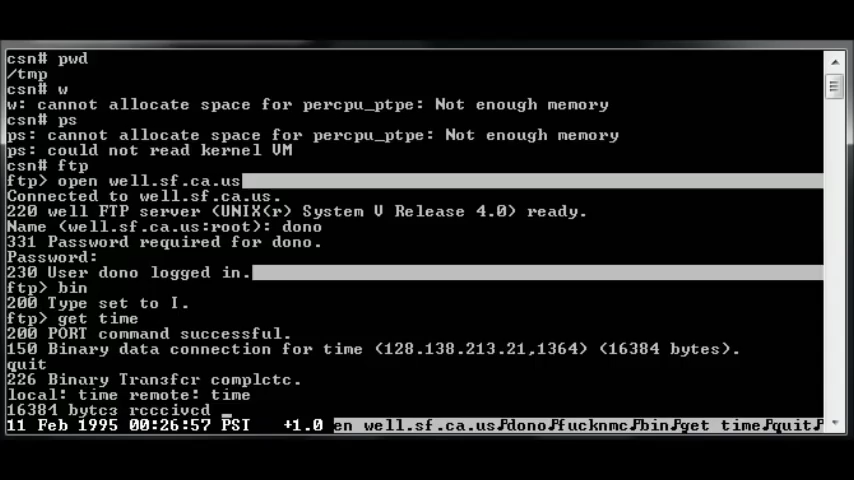 csn# pwd
/tmp
csn# w
w: cannot allocate space for percpu_ptpe: Not enough memory
csn# ps
ps: cannot allocate space for percpu_ptpe: Not enough memory
ps: could not read kernel VM
csn# ftp
ftp> open well.sf.ca.us
Connected to well.sf.ca.us.
220 well FTP server (UNIX(r) System V Release 4.0) ready.
Name (well.sf.ca.us:root): dono
331 Password required for dono.
Password:
230 User dono logged in.
ftp> bin
200 Type set to I.
ftp> get time
200 PORT command successful.
150 Binary data connection for time (128.138.213.21,1364) (16384 bytes).
quit
226 Binary Transfer complete.
local: time remote: time
16384 bytes received _
11 Feb 1995 00:26:57 PST +1.0 en well.sf.ca.us♪dono♪fucknmc♪bin♪get time♪quit♪